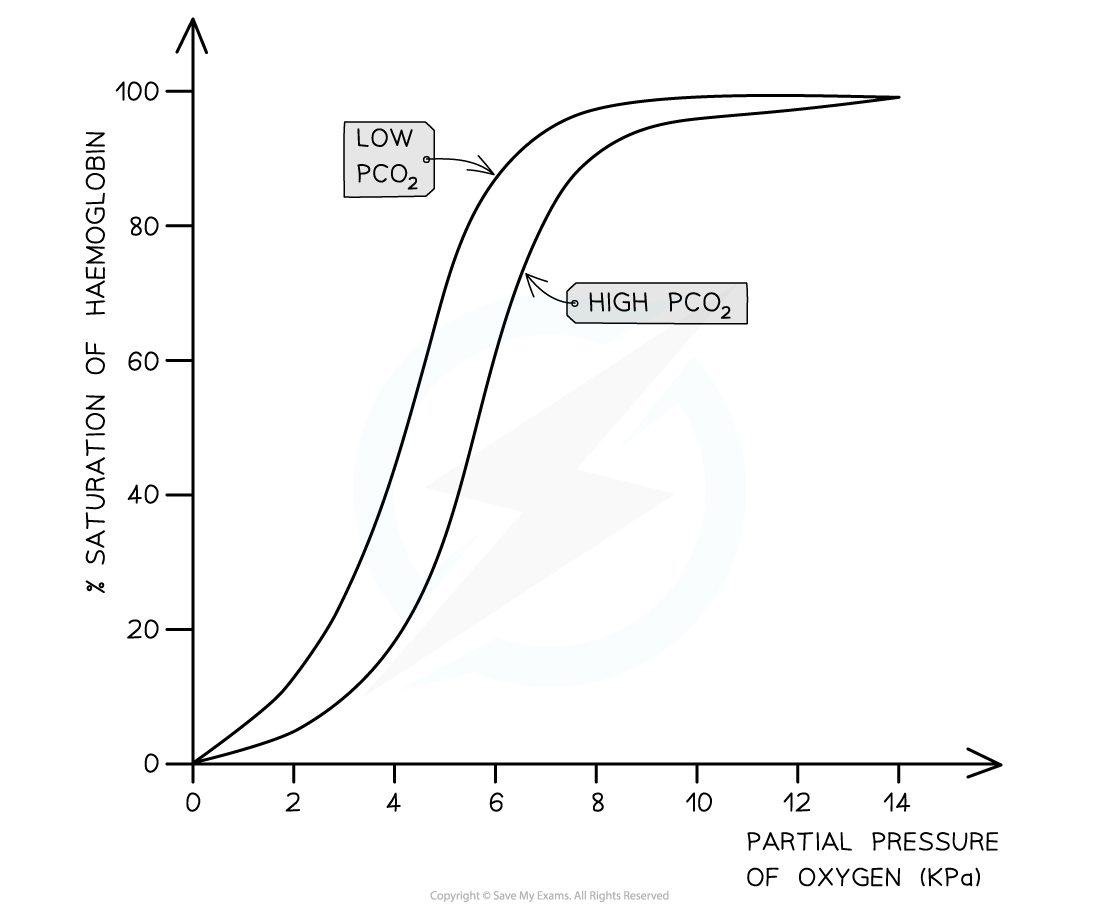 % SATURATION OF HAEMOGLOBIN
100
80
60
40
20
0
LOW
PCO₂
HIGH PCO₂
0 2 4 6 8 10 12 14
PARTIAL PRESSURE
OF OXYGEN (KPa)
Copyright © Save My Exams. All Rights Reserved